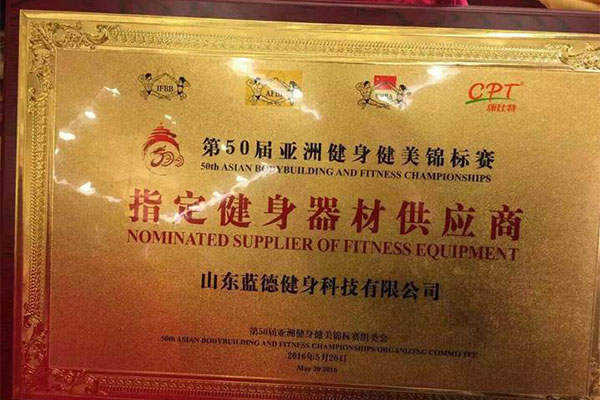 IFBB
CPT
康比特
第50届亚洲健身健美锦标赛
50th ASIAN BODYBUILDING AND FITNESS CHAMPIONSHIPS
指定健身器材供应商
NOMINATED SUPPLIER OF FITNESS EQUIPMENT
山东蓝德健身科技有限公司
第50届亚洲健身健美锦标赛组委会
50th ASIAN BODYBUILDING AND FITNESS CHAMPIONSHIPS ORGANIZING COMMITTEE
2016年5月20日
May 20 2016